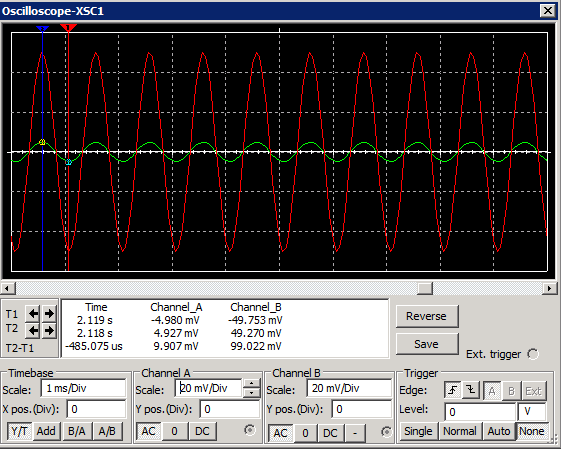 Oscilloscope-XSC1
T1
T2
T2-T1
Time Channel_A Channel_B
2.119 s -4.980 mV -49.753 mV
2.118 s 4.927 mV 49.270 mV
-485.075 us 9.907 mV 99.022 mV
Reverse
Save
Ext. trigger
Timebase
Scale: 1 ms/Div
X pos.(Div): 0
Y/T Add B/A A/B
Channel A
Scale: 20 mV/Div
Y pos.(Div): 0
AC 0 DC
Channel B
Scale: 20 mV/Div
Y pos.(Div): 0
AC 0 DC -
Trigger
Edge: A B Ext
Level: 0 V
Single Normal Auto None